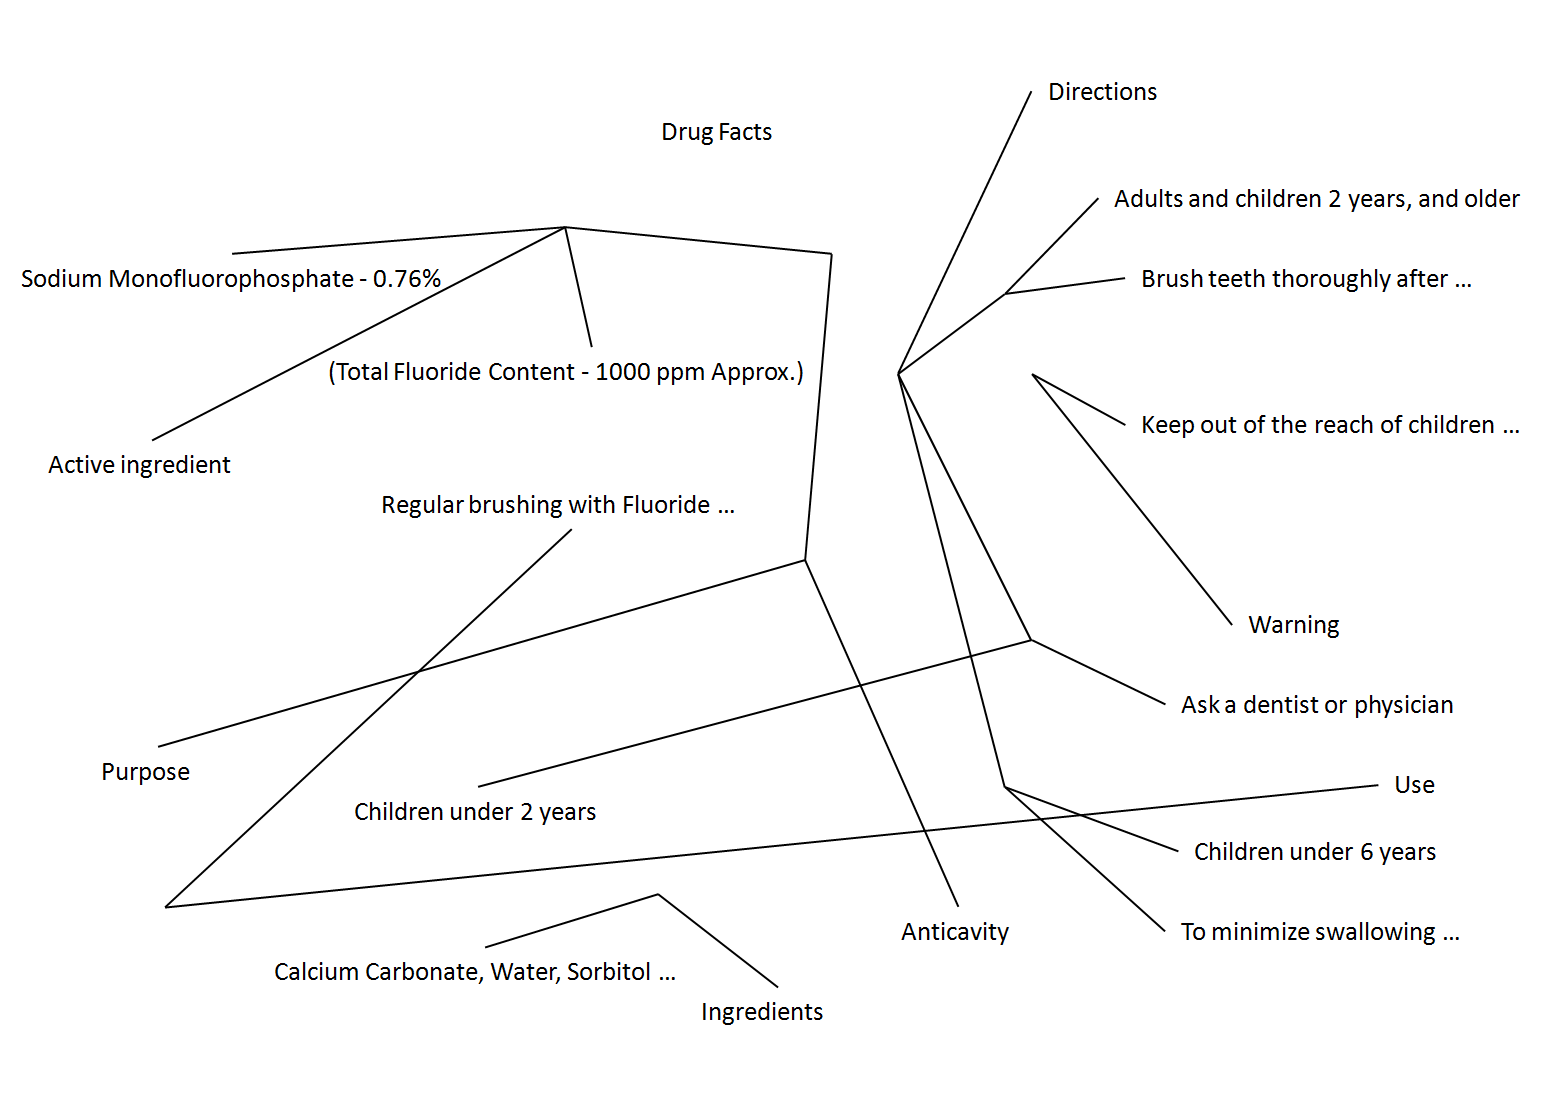 Directions
Drug Facts
Adults and children 2 years, and older
Sodium Monofluorophosphate - 0.76%
Brush teeth thoroughly after ...
(Total Fluoride Content - 1000 ppm Approx.)
Keep out of the reach of children ...
Active ingredient
Regular brushing with Fluoride ...
Warning
Ask a dentist or physician
Purpose
Use
Children under 2 years
Children under 6 years
Anticavity
To minimize swallowing ...
Calcium Carbonate, Water, Sorbitol ...
Ingredients